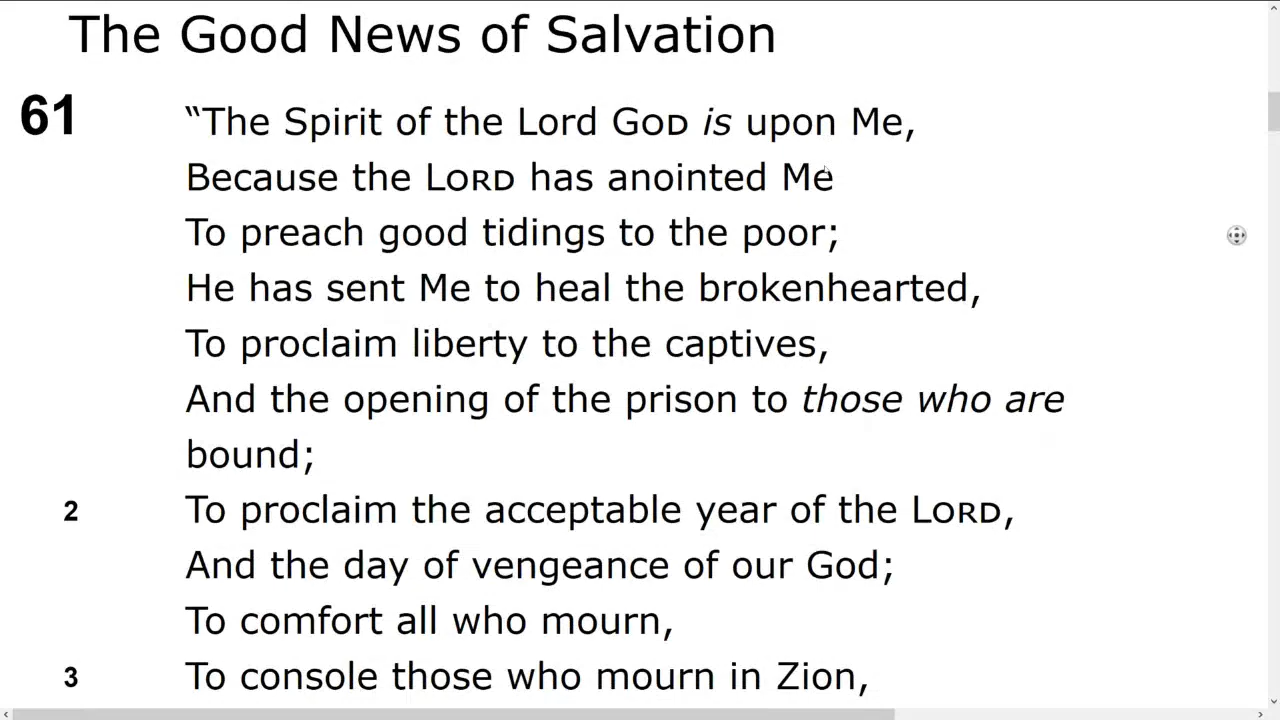 The Good News of Salvation
61 “The Spirit of the Lord GOD is upon Me,
Because the LORD has anointed Me
To preach good tidings to the poor;
He has sent Me to heal the brokenhearted,
To proclaim liberty to the captives,
And the opening of the prison to those who are
bound;
2 To proclaim the acceptable year of the LORD,
And the day of vengeance of our God;
To comfort all who mourn,
3 To console those who mourn in Zion,